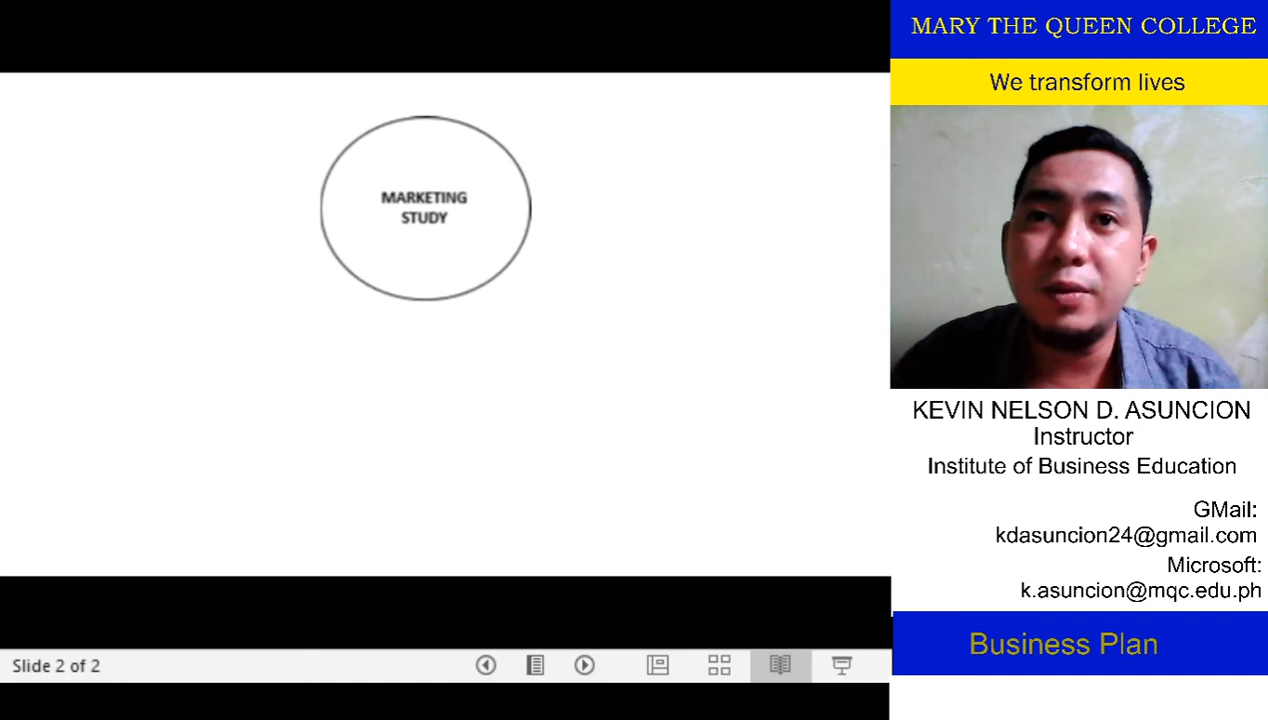 MARKETING
STUDY
Slide 2 of 2
MARY THE QUEEN COLLEGE
We transform lives
KEVIN NELSON D. ASUNCION
Instructor
Institute of Business Education
GMail:
kdasuncion24@gmail.com
Microsoft:
k.asuncion@mqc.edu.ph
Business Plan